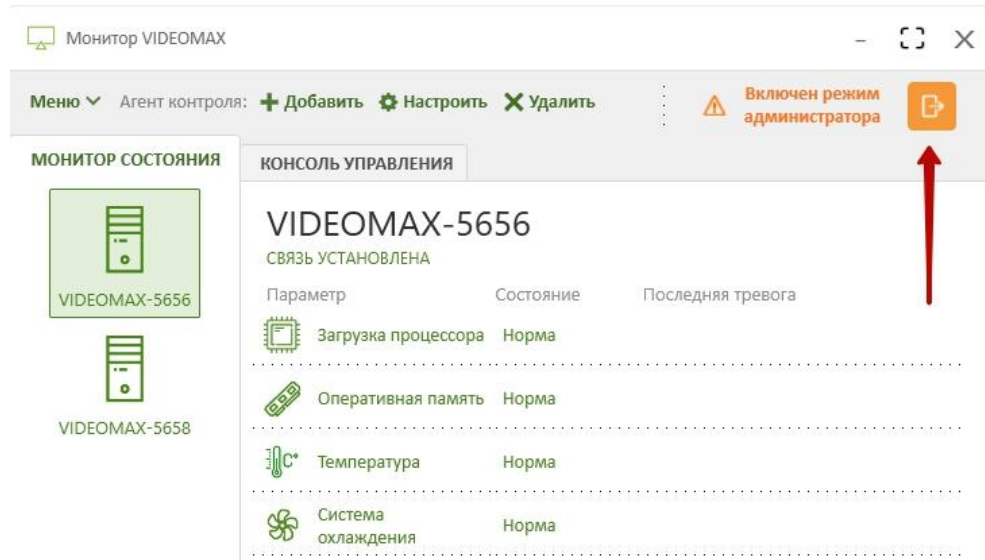 Монитор VIDEOMAX
Меню Агент контроля: Добавить Настроить Удалить
Включен режим
администратора
МОНИТОР СОСТОЯНИЯ
КОНСОЛЬ УПРАВЛЕНИЯ
VIDEOMAX-5656
VIDEOMAX-5658
VIDEOMAX-5656
СВЯЗЬ УСТАНОВЛЕНА
Параметр Состояние Последняя тревога
Загрузка процессора Норма
Оперативная память Норма
C° Температура Норма
Система
охлаждения Норма